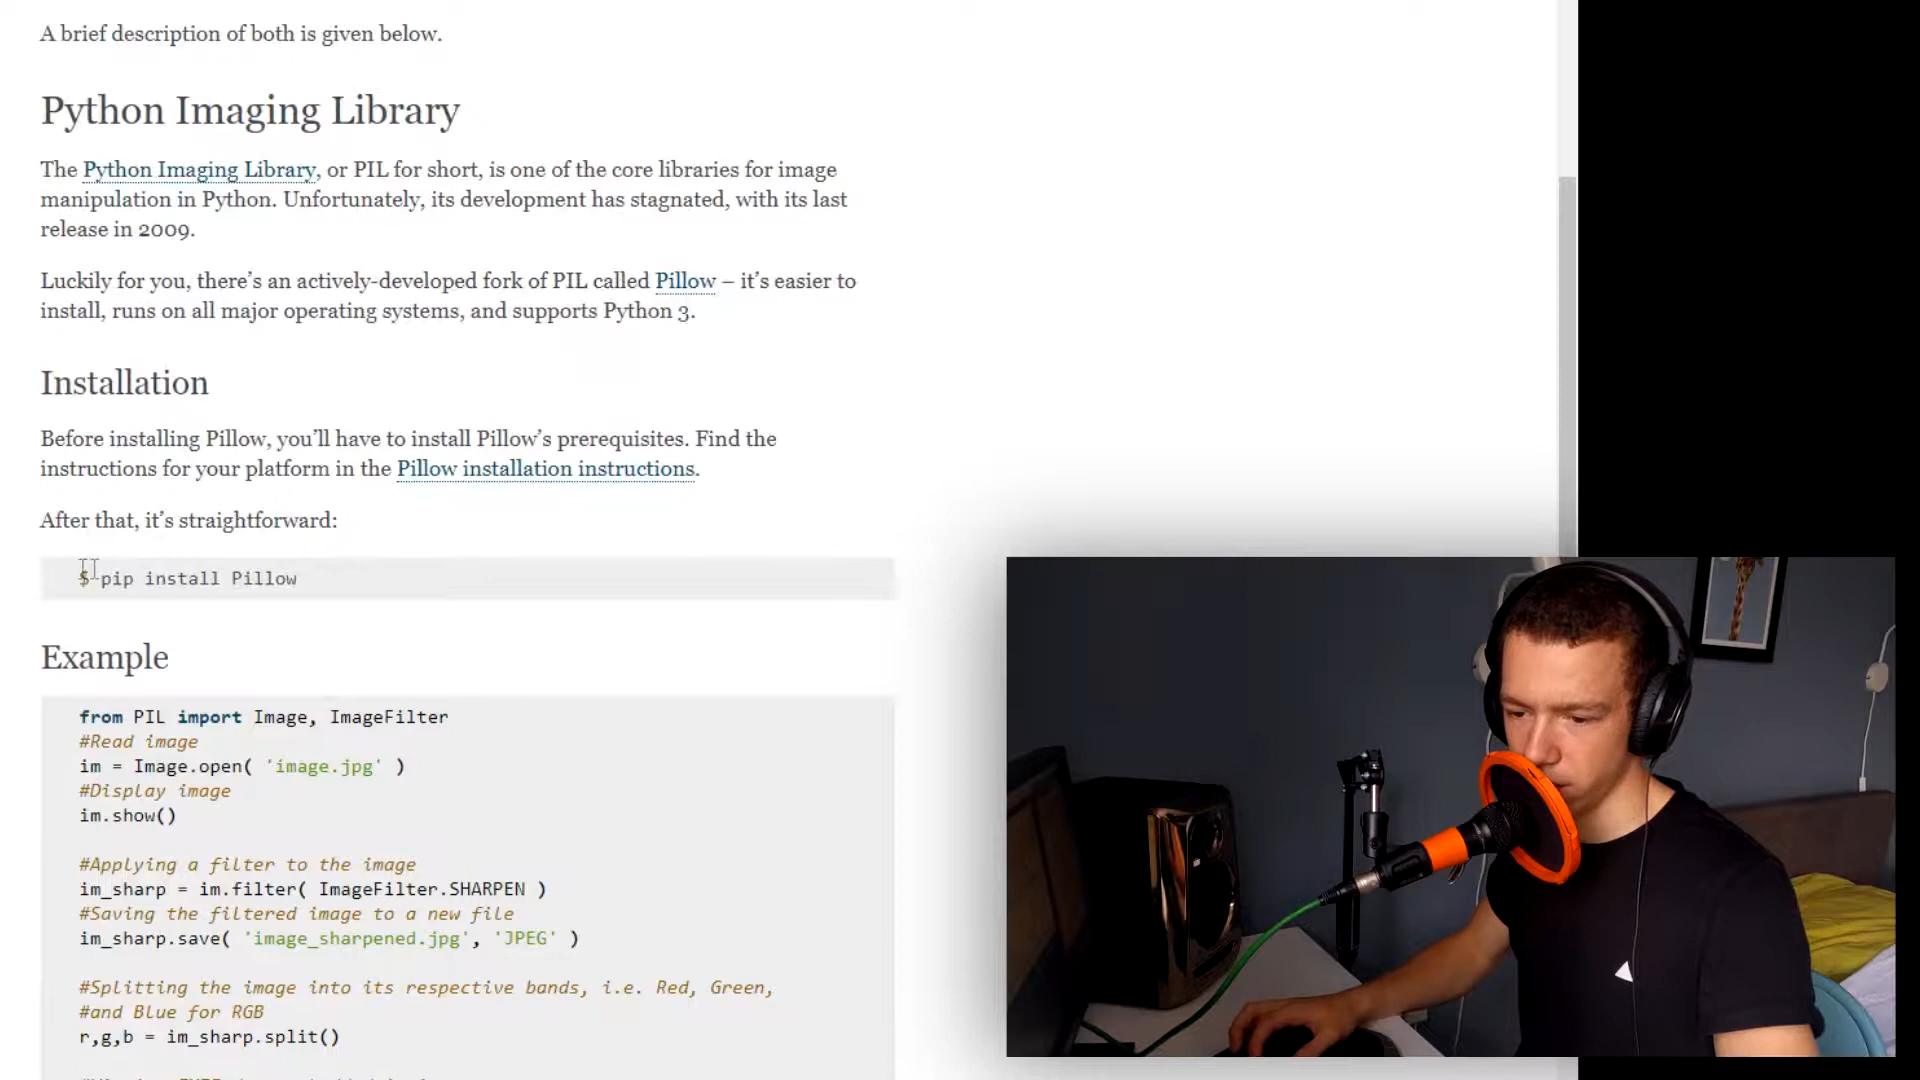 A brief description of both is given below.
Python Imaging Library
The Python Imaging Library, or PIL for short, is one of the core libraries for image
manipulation in Python. Unfortunately, its development has stagnated, with its last
release in 2009.
Luckily for you, there’s an actively-developed fork of PIL called Pillow – it’s easier to
install, runs on all major operating systems, and supports Python 3.
Installation
Before installing Pillow, you’ll have to install Pillow’s prerequisites. Find the
instructions for your platform in the Pillow installation instructions.
After that, it’s straightforward:
$ pip install Pillow
Example
from PIL import Image, ImageFilter
#Read image
im = Image.open( 'image.jpg' )
#Display image
im.show()
#Applying a filter to the image
im_sharp = im.filter( ImageFilter.SHARPEN )
#Saving the filtered image to a new file
im_sharp.save( 'image_sharpened.jpg', 'JPEG' )
#Splitting the image into its respective bands, i.e. Red, Green,
#and Blue for RGB
r,g,b = im_sharp.split()